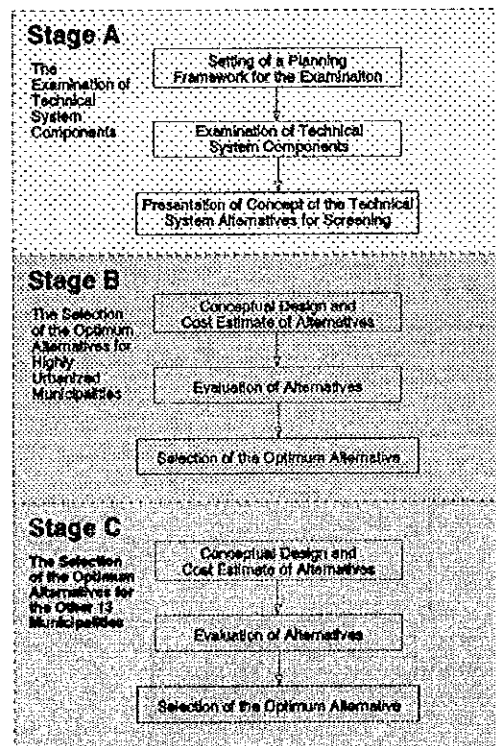 Stage A
The
Examination of
Technical
System
Components
Setting of a Planning
Framework for the Examination
Examination of Technical
System Components
Presentation of Concept of the Technical
System Alternatives for Screening
Stage B
The Selection
of the Optimum
Alternatives for
Highly
Urbanized
Municipalities
Conceptual Design and
Cost Estimate of Alternatives
Evaluation of Alternatives
Selection of the Optimum Alternative
Stage C
The Selection
of the Optimum
Alternatives for
the Other 13
Municipalities
Conceptual Design and
Cost Estimate of Alternatives
Evaluation of Alternatives
Selection of the Optimum Alternative